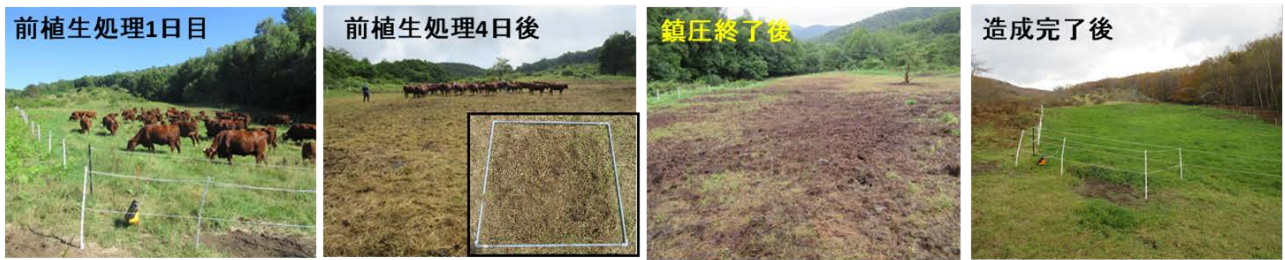 前植生処理1日目
前植生処理4日後
鎮圧終了後
造成完了後